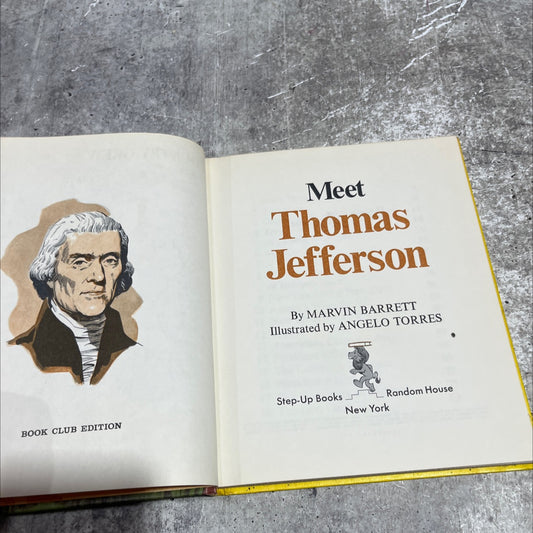 BOOK CLUB EDITION
Meet
Thomas
Jefferson
By MARVIN BARRETT
Illustrated by ANGELO TORRES
Step-Up Books Random House
New York